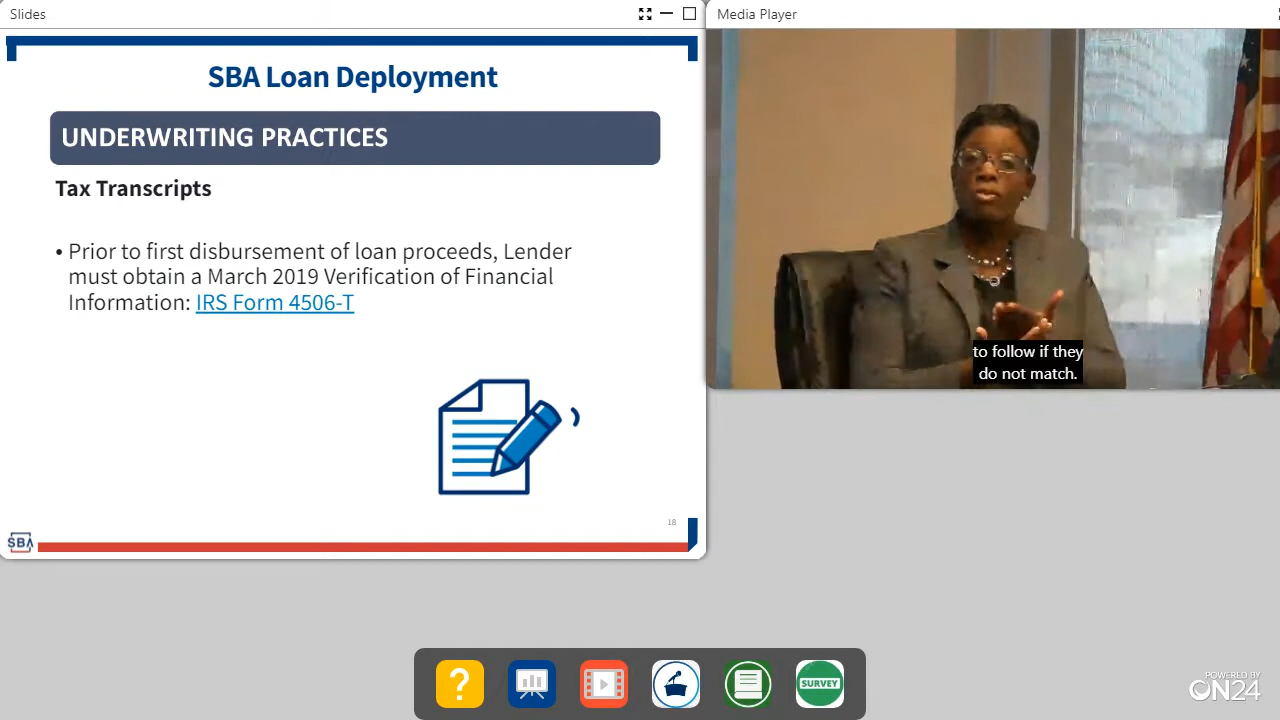 Slides
Media Player
SBA Loan Deployment
UNDERWRITING PRACTICES
Tax Transcripts
• Prior to first disbursement of loan proceeds, Lender
must obtain a March 2019 Verification of Financial
Information: IRS Form 4506-T
18
SBA
to follow if they
do not match.
?
SURVEY
POWERED BY
ON24